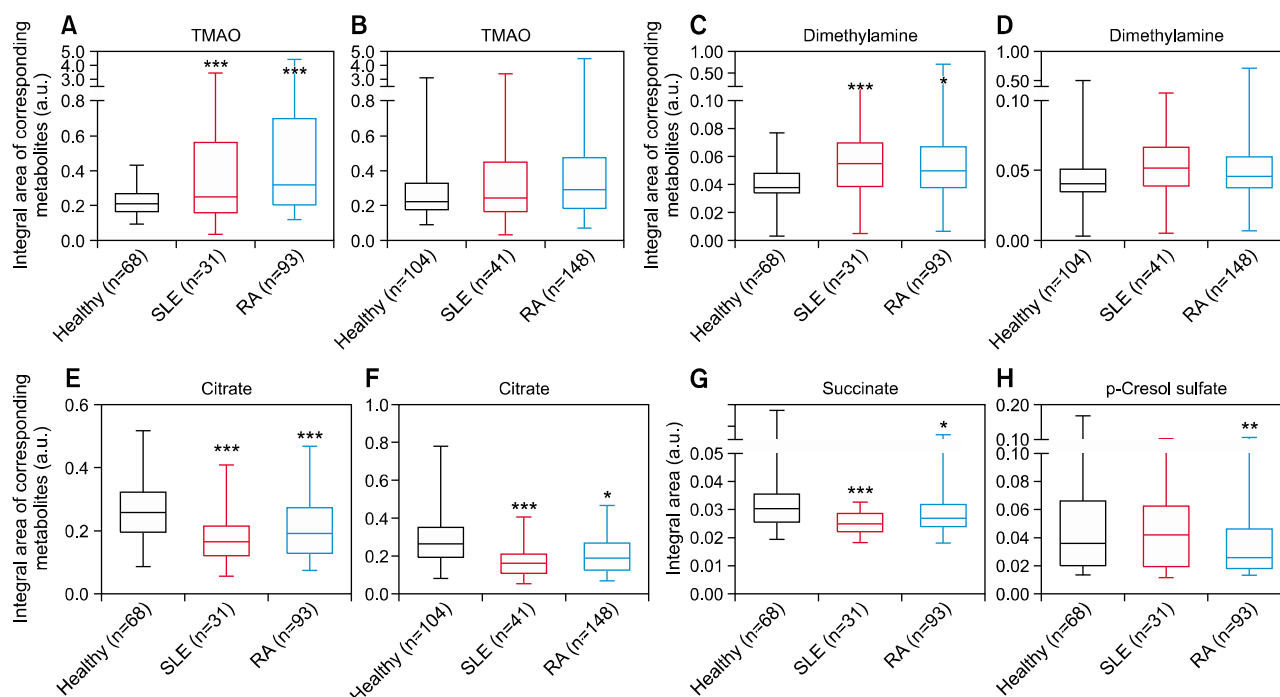 A
TMAO
Integral area of corresponding
metabolites (a.u.)
5.0
4.0
3.0
0.8
0.6
0.4
0.2
0.0
***
***
Healthy (n=68)
SLE (n=31)
RA (n=93)
B
TMAO
5.0
4.0
3.0
0.8
0.6
0.4
0.2
0.0
Healthy (n=104)
SLE (n=41)
RA (n=148)
C
Dimethylamine
Integral area of corresponding
metabolites (a.u.)
1.00
0.50
0.10
0.08
0.06
0.04
0.02
0.00
***
*
Healthy (n=68)
SLE (n=31)
RA (n=93)
D
Dimethylamine
1.00
0.50
0.10
0.05
0.00
Healthy (n=104)
SLE (n=41)
RA (n=148)
E
Citrate
Integral area of corresponding
metabolites (a.u.)
0.6
0.4
0.2
0.0
***
***
Healthy (n=68)
SLE (n=31)
RA (n=93)
F
Citrate
1.0
0.8
0.6
0.4
0.2
0.0
***
*
Healthy (n=104)
SLE (n=41)
RA (n=148)
G
Succinate
Integral area (a.u.)
0.05
0.04
0.03
0.02
0.01
0.00
***
*
Healthy (n=68)
SLE (n=31)
RA (n=93)
H
p-Cresol sulfate
0.20
0.10
0.10
0.08
0.06
0.04
0.02
0.00
**
Healthy (n=68)
SLE (n=31)
RA (n=93)